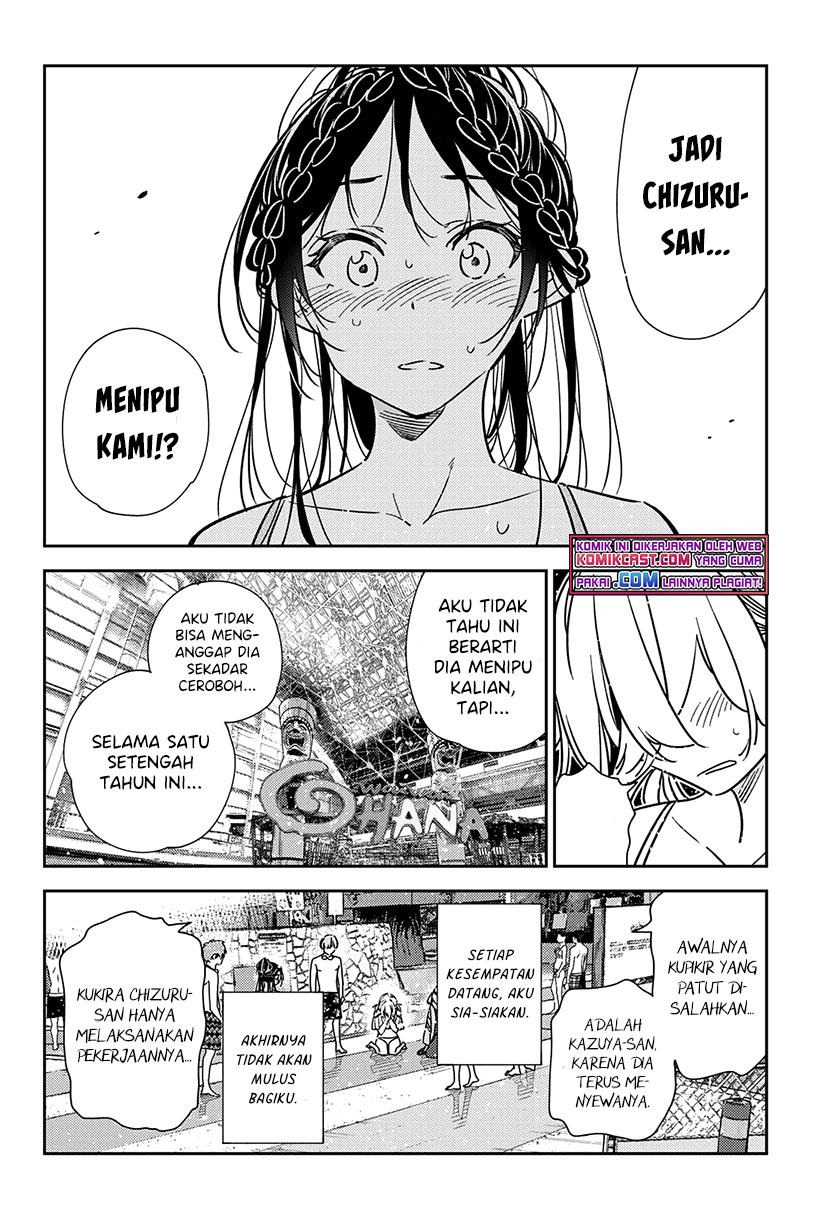 JADI
CHIZURU-
SAN...
MENIPU
KAMI!?
KOMIK INI DIKERJAKAN OLEH WEB
KOMIKCAST.COM YANG CUMA
PAKAI .COM LAINNYA PLAGIAT!
AKU TIDAK
TAHU INI
BERARTI
DIA MENIPU
KALIAN,
TAPI...
AKU TIDAK
BISA MENG-
ANGGAP DIA
SEKADAR
CEROBOH...
SELAMA SATU
SETENGAH
TAHUN INI...
OHANA
AWALNYA
KUPIKIR YANG
PATUT DI-
SALAHKAN...
ADALAH
KAZUYA-SAN,
KARENA DIA
TERUS ME-
NYEWANYA.
SETIAP
KESEMPATAN
DATANG, AKU
SIA-SIAKAN.
AKHIRNYA
TIDAK AKAN
MULUS
BAGIKU.
KUKIRA CHIZURU-
SAN HANYA
MELAKSANAKAN
PEKERJAANNYA...